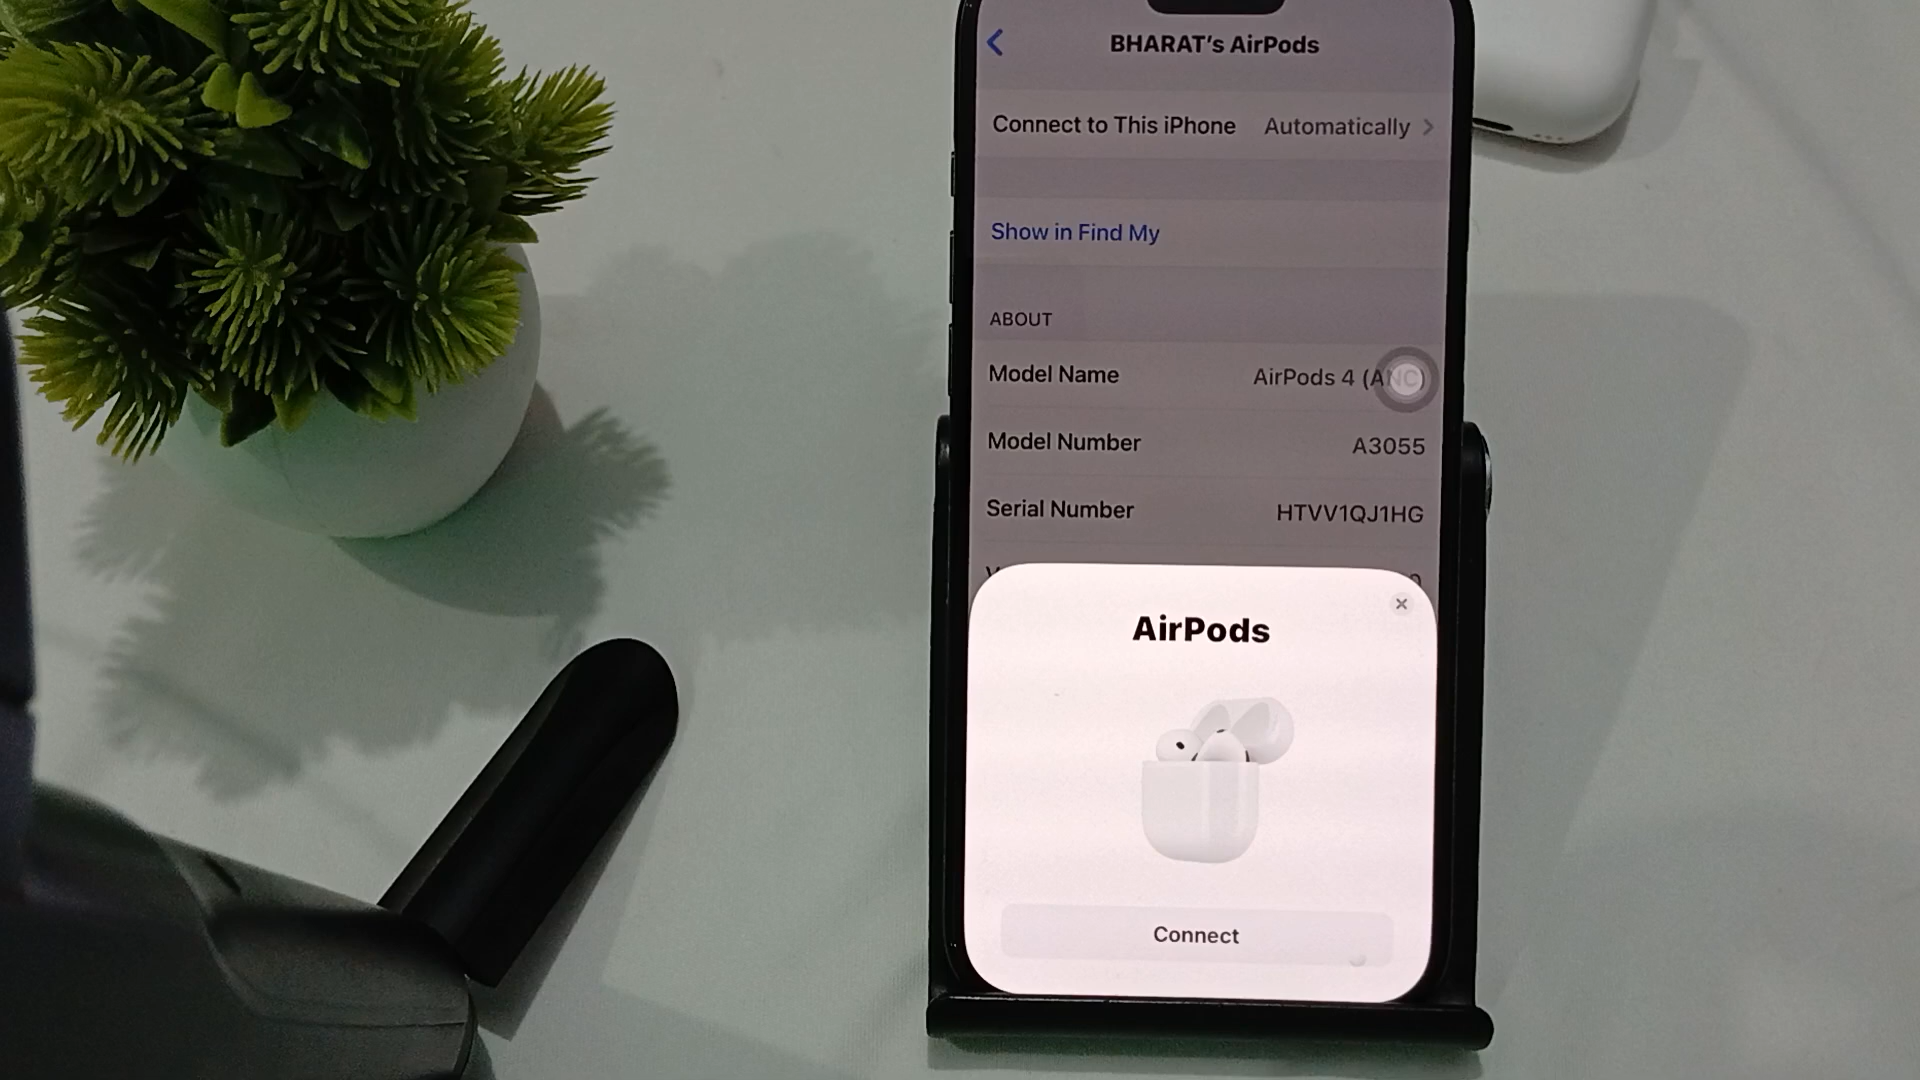 BHARAT's AirPods
Connect to This iPhone Automatically
Show in Find My
ABOUT
Model Name AirPods 4 (ANC)
Model Number A3055
Serial Number HTVV1QJ1HG
AirPods
Connect